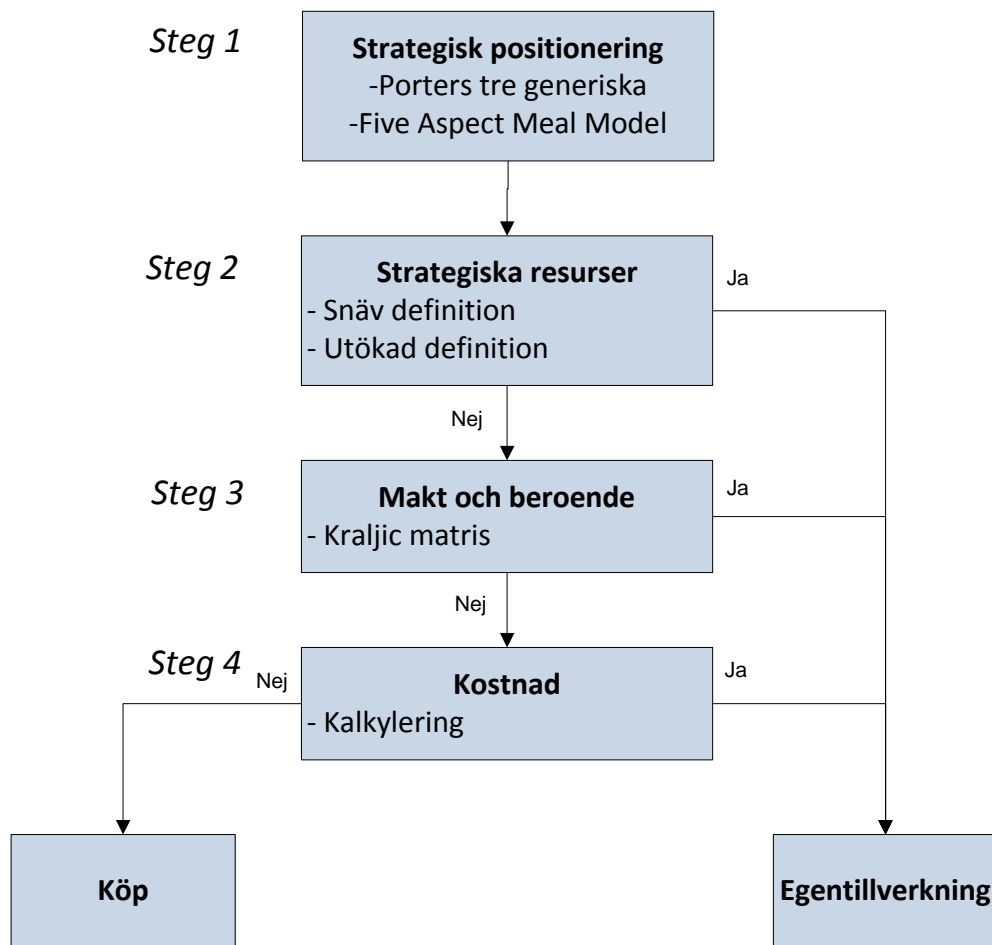 Steg 1
Strategisk positionering
-Porters tre generiska
-Five Aspect Meal Model
Steg 2
Strategiska resurser
- Snäv definition
- Utökad definition
Ja
Nej
Steg 3
Makt och beroende
- Kraljic matris
Ja
Nej
Steg 4
Nej
Kostnad
- Kalkylering
Ja
Köp
Egentillverkning